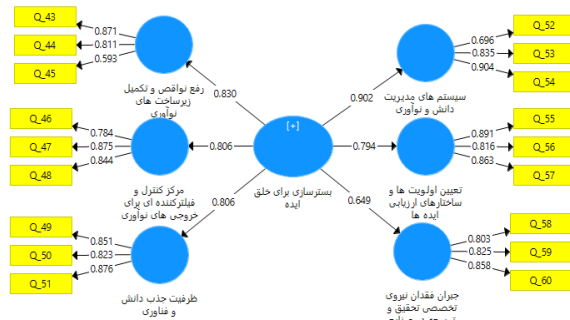 Q_43
0.871
Q_44
0.811
Q_45
0.593
رفع نواقص و تکمیل
زیرساخت های
نوآوری
0.830
Q_46
0.784
Q_47
0.875
Q_48
0.844
مرکز کنترل و
فیلترکننده ای برای
خروجی های نوآوری
0.806
Q_49
0.851
Q_50
0.823
Q_51
0.876
ظرفیت جذب دانش
و فناوری
0.806
[+]
بسترسازی برای خلق
ایده
0.902
سیستم های مدیریت
دانش و نوآوری
0.696
Q_52
0.835
Q_53
0.904
Q_54
0.794
تعیین اولویت ها و
ساختارهای ارزیابی
ایده ها
0.891
Q_55
0.816
Q_56
0.863
Q_57
0.649
جبران فقدان نیروی
تخصصی تحقیق و
0.803
Q_58
0.825
Q_59
0.858
Q_60